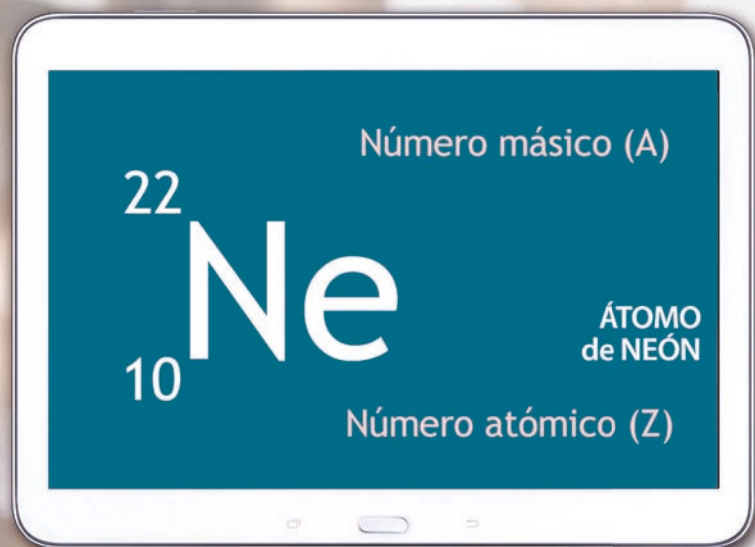 Número másico (A)
22
Ne
10
ÁTOMO
de NEÓN
Número atómico (Z)